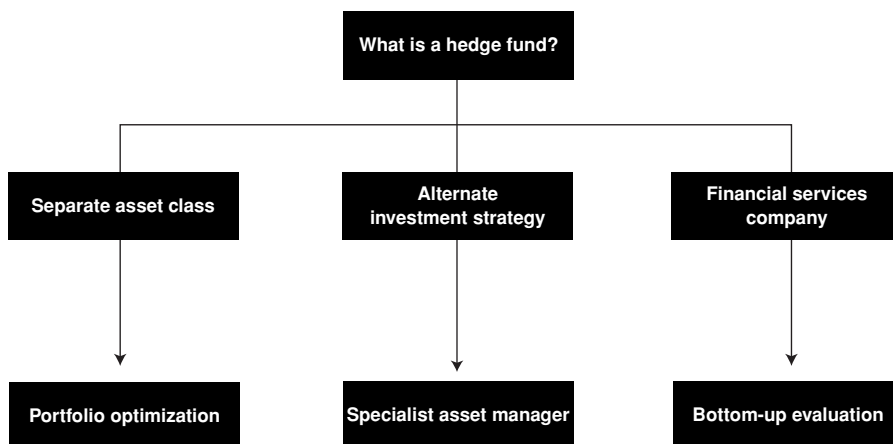 What is a hedge fund?
Separate asset class
Alternate
investment strategy
Financial services
company
Portfolio optimization
Specialist asset manager
Bottom-up evaluation